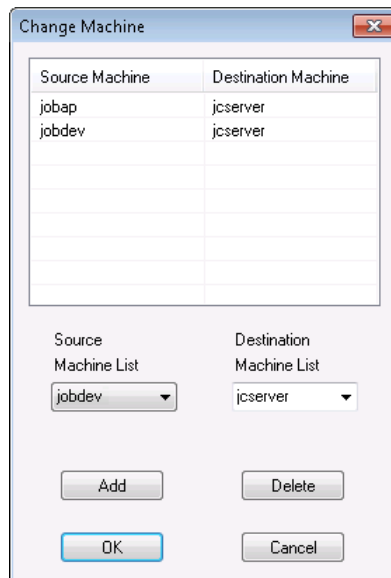 Change Machine
Source Machine Destination Machine
jobap jcserver
jobdev jcserver
Source Destination
Machine List Machine List
jobdev jcserver
Add Delete
OK Cancel